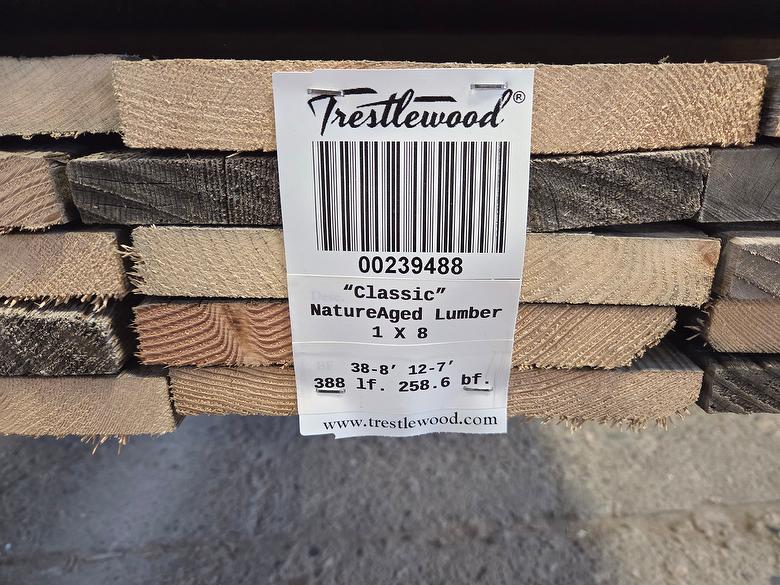 Trestlewood®
00239488
"Classic"
NatureAged Lumber
1 X 8
38-8' 12-7'
388 lf. 258.6 bf.
www.trestlewood.com